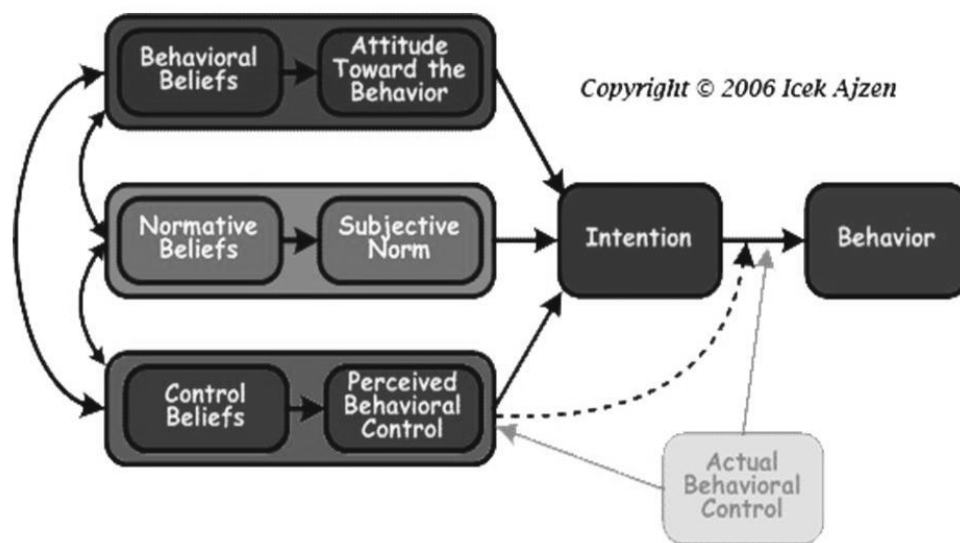 Behavioral
Beliefs
Attitude
Toward the
Behavior
Copyright © 2006 Icek Ajzen
Normative
Beliefs
Subjective
Norm
Intention
Behavior
Control
Beliefs
Perceived
Behavioral
Control
Actual
Behavioral
Control